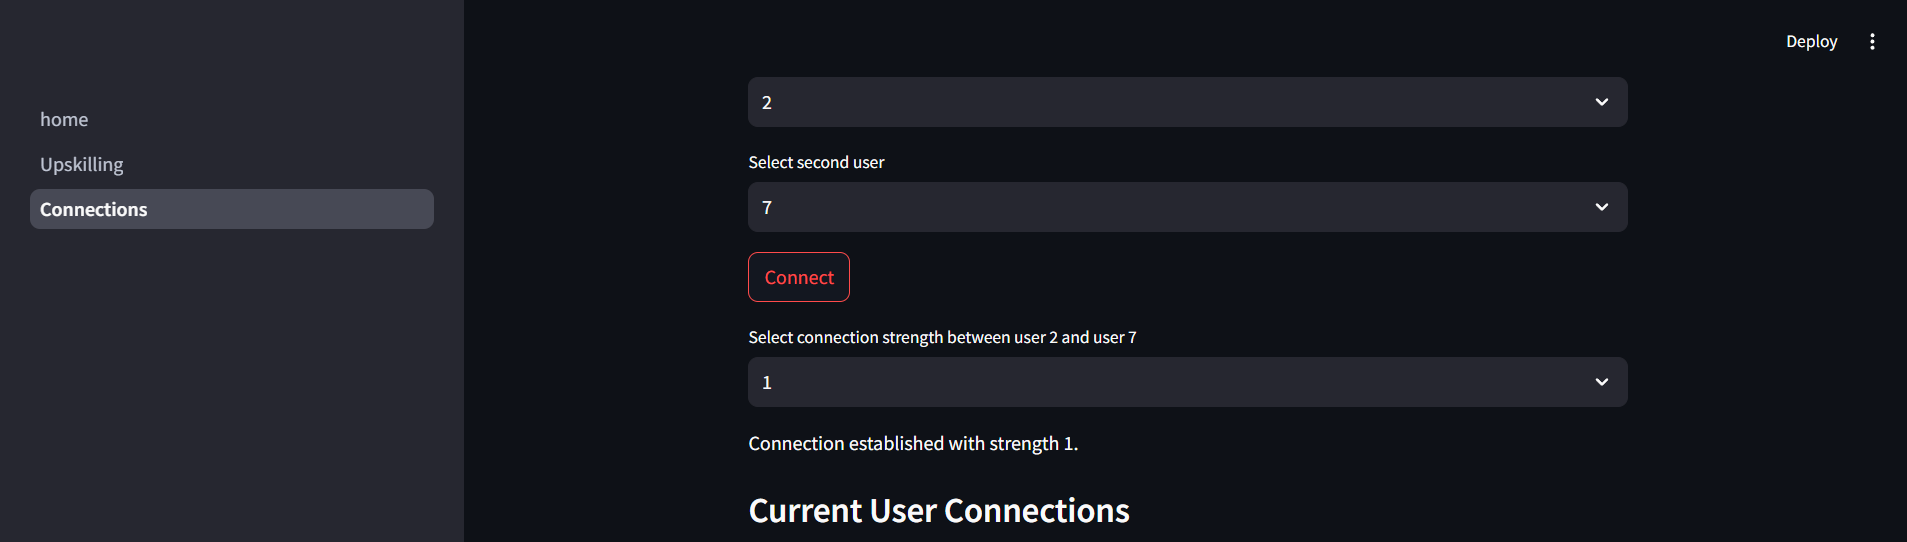 Deploy
home
Upskilling
Connections
2
Select second user
7
Connect
Select connection strength between user 2 and user 7
1
Connection established with strength 1.
Current User Connections